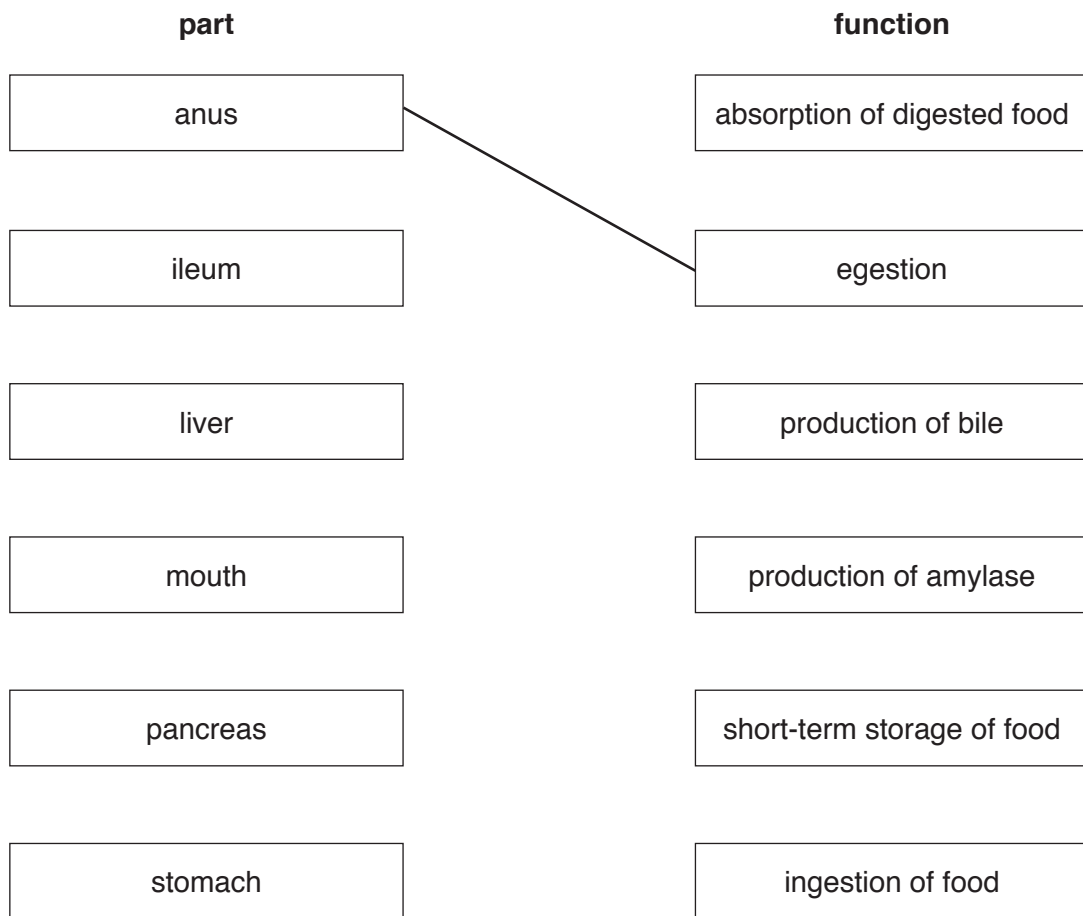 part function
anus absorption of digested food
ileum egestion
liver production of bile
mouth production of amylase
pancreas short-term storage of food
stomach ingestion of food